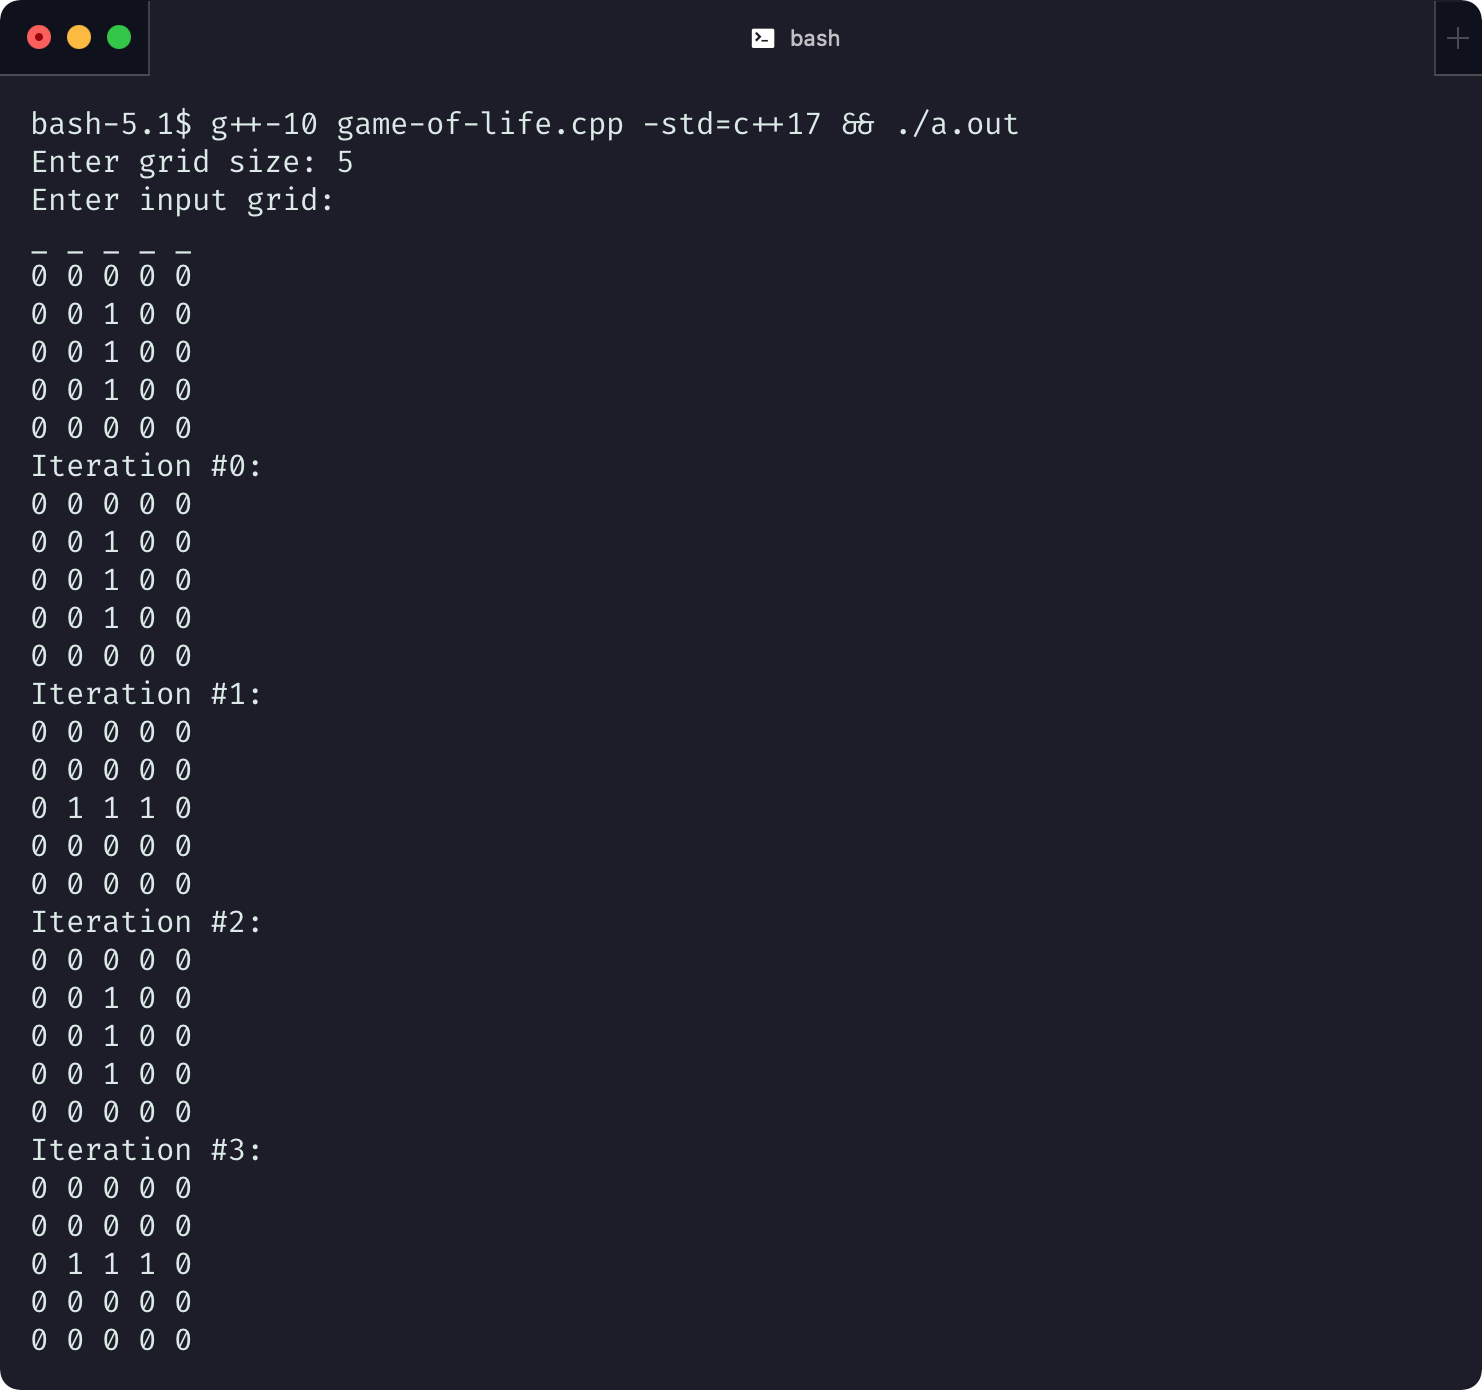 bash
bash-5.1$ g++-10 game-of-life.cpp -std=c++17 && ./a.out
Enter grid size: 5
Enter input grid:
_ _ _ _ _
0 0 0 0 0
0 0 1 0 0
0 0 1 0 0
0 0 1 0 0
0 0 0 0 0
Iteration #0:
0 0 0 0 0
0 0 1 0 0
0 0 1 0 0
0 0 1 0 0
0 0 0 0 0
Iteration #1:
0 0 0 0 0
0 0 0 0 0
0 1 1 1 0
0 0 0 0 0
0 0 0 0 0
Iteration #2:
0 0 0 0 0
0 0 1 0 0
0 0 1 0 0
0 0 1 0 0
0 0 0 0 0
Iteration #3:
0 0 0 0 0
0 0 0 0 0
0 1 1 1 0
0 0 0 0 0
0 0 0 0 0